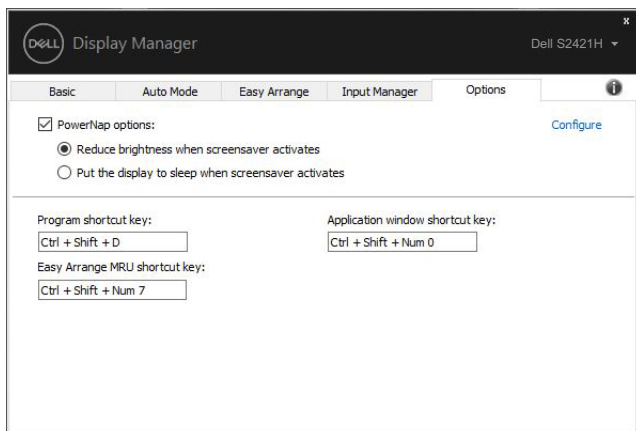 x
DELL Display Manager
Dell S2421H
Basic Auto Mode Easy Arrange Input Manager Options i
PowerNap options: Configure
Reduce brightness when screensaver activates
Put the display to sleep when screensaver activates
Program shortcut key: Application window shortcut key:
Ctrl + Shift + D Ctrl + Shift + Num 0
Easy Arrange MRU shortcut key:
Ctrl + Shift + Num 7